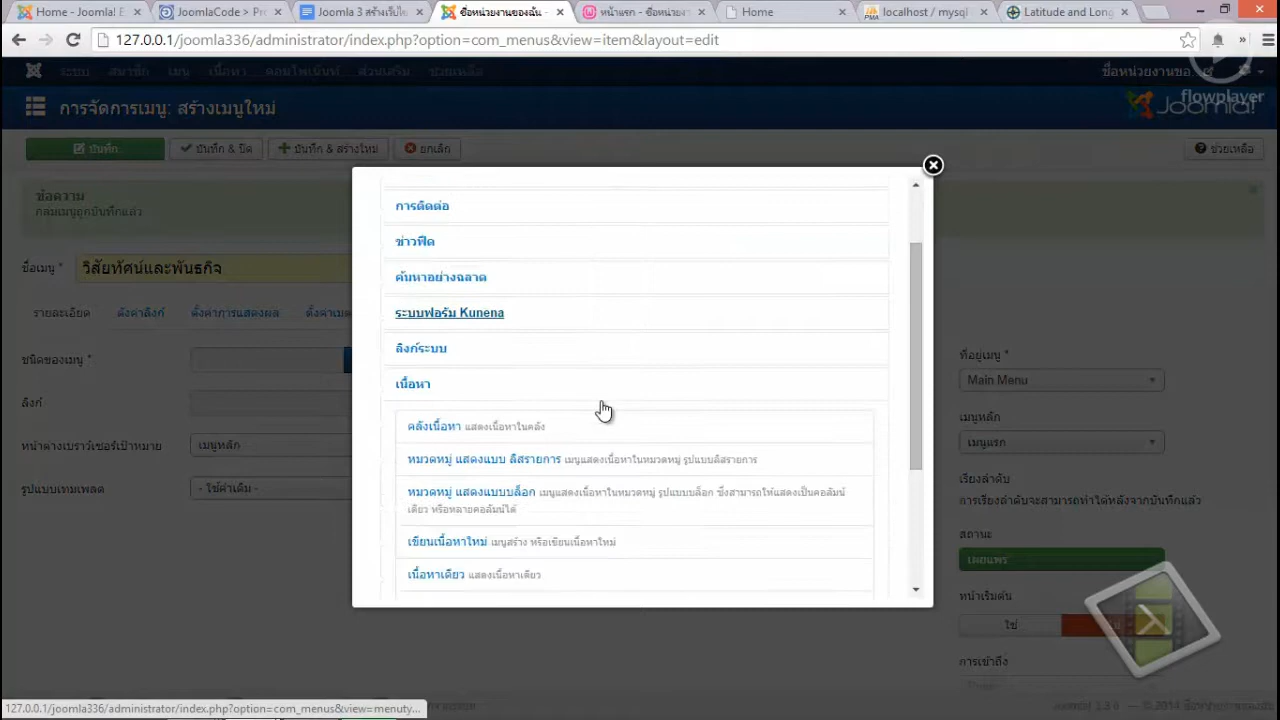 Home - Joomla! E
JoomlaCode > Pro
Joomla 3 สร้างเว็บไซ
ชื่อหน่วยงานของฉัน -
หน้าแรก - ชื่อหน่วยงา
Home
localhost / mysql
Latitude and Long
127.0.0.1/joomla336/administrator/index.php?option=com_menus&view=item&layout=edit
ระบบ สมาชิก เมนู เนื้อหา คอมโพเน้นท์ ส่วนเสริม ช่วยเหลือ
ชื่อหน่วยงานขอ...
การจัดการเมนู: สร้างเมนูใหม่
flowplayer
Joomla!
บันทึก
บันทึก & ปิด
บันทึก & สร้างใหม่
ยกเลิก
ช่วยเหลือ
ข้อความ
กลุ่มเมนูถูกบันทึกแล้ว
ชื่อเมนู *
วิสัยทัศน์และพันธกิจ
รายละเอียด ตั้งค่าลิงก์ ตั้งค่าการแสดงผล
ชนิดของเมนู *
ลิงก์
หน้าต่างเบราว์เซอร์เป้าหมาย
เมนูหลัก
รูปแบบเทมเพลต
- ใช้ค่าเดิม -
การติดต่อ
ข่าวฟีด
ค้นหาอย่างฉลาด
ระบบฟอรัม Kunena
ลิงก์ระบบ
เนื้อหา
คลังเนื้อหา แสดงเนื้อหาในคลัง
หมวดหมู่ แสดงแบบ ลิสรายการ เมนูแสดงเนื้อหาในหมวดหมู่ รูปแบบลิสรายการ
หมวดหมู่ แสดงแบบบล็อก เมนูแสดงเนื้อหาในหมวดหมู่ รูปแบบบล็อก ซึ่งสามารถให้แสดงเป็นคอลัมน์
เดียว หรือหลายคอลัมน์ได้
เขียนเนื้อหาใหม่ เมนูสร้าง หรือเขียนเนื้อหาใหม่
เนื้อหาเดียว แสดงเนื้อหาเดียว
ที่อยู่เมนู *
Main Menu
เมนูหลัก
เมนูแรก
เรียงลำดับ
การเรียงลำดับจะสามารถทำได้หลังจากบันทึกแล้ว
สถานะ
เผยแพร่
หน้าเริ่มต้น
ใช่
การเข้าถึง
127.0.0.1/joomla336/administrator/index.php?option=com_menus&view=menuty...